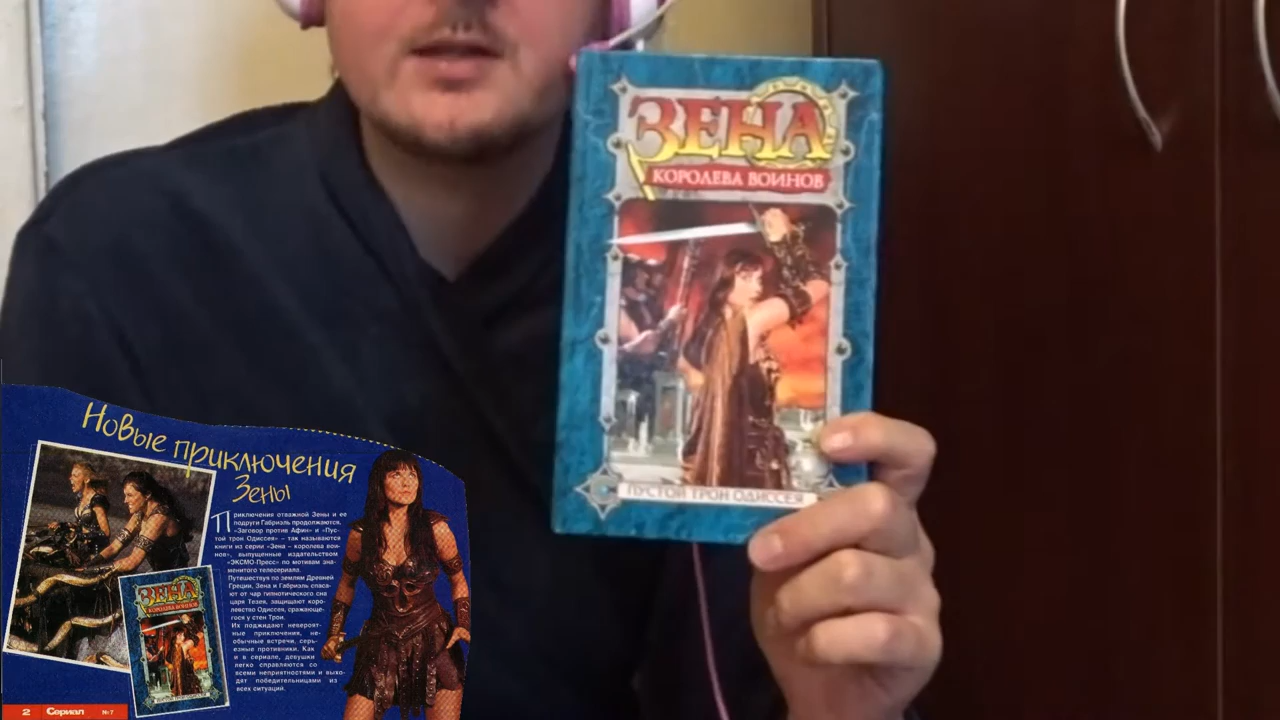 ЗЕНА
КОРОЛЕВА ВОИНОВ
ПУСТОЙ ТРОН ОДИССЕЯ
Новые приключения
Зены
Приключения отважной Зены и ее
подруги Габриэль продолжаются.
«Заговор против Афин» и «Пус-
той трон Одиссея» – так называются
книги из серии «Зена – королева вои-
нов», выпущенные издательством
«ЭКСМО-Пресс» по мотивам зна-
менитого телесериала.
Путешествуя по землям Древней
Греции, Зена и Габриэль спаса-
ют от чар гипнотического сна
царя Тезея, защищают коро-
левство Одиссея, сражающе-
гося у стен Трои.
Их поджидают невероят-
ные приключения, не-
обычные встречи, серь-
езные противники. Как
и в сериале, девушки
легко справляются со
всеми неприятностями и выхо-
дят победительницами из
всех ситуаций.
ЗЕНА
КОРОЛЕВА ВОИНОВ
ПУСТОЙ ТРОН ОДИССЕЯ
2 Сериал №7